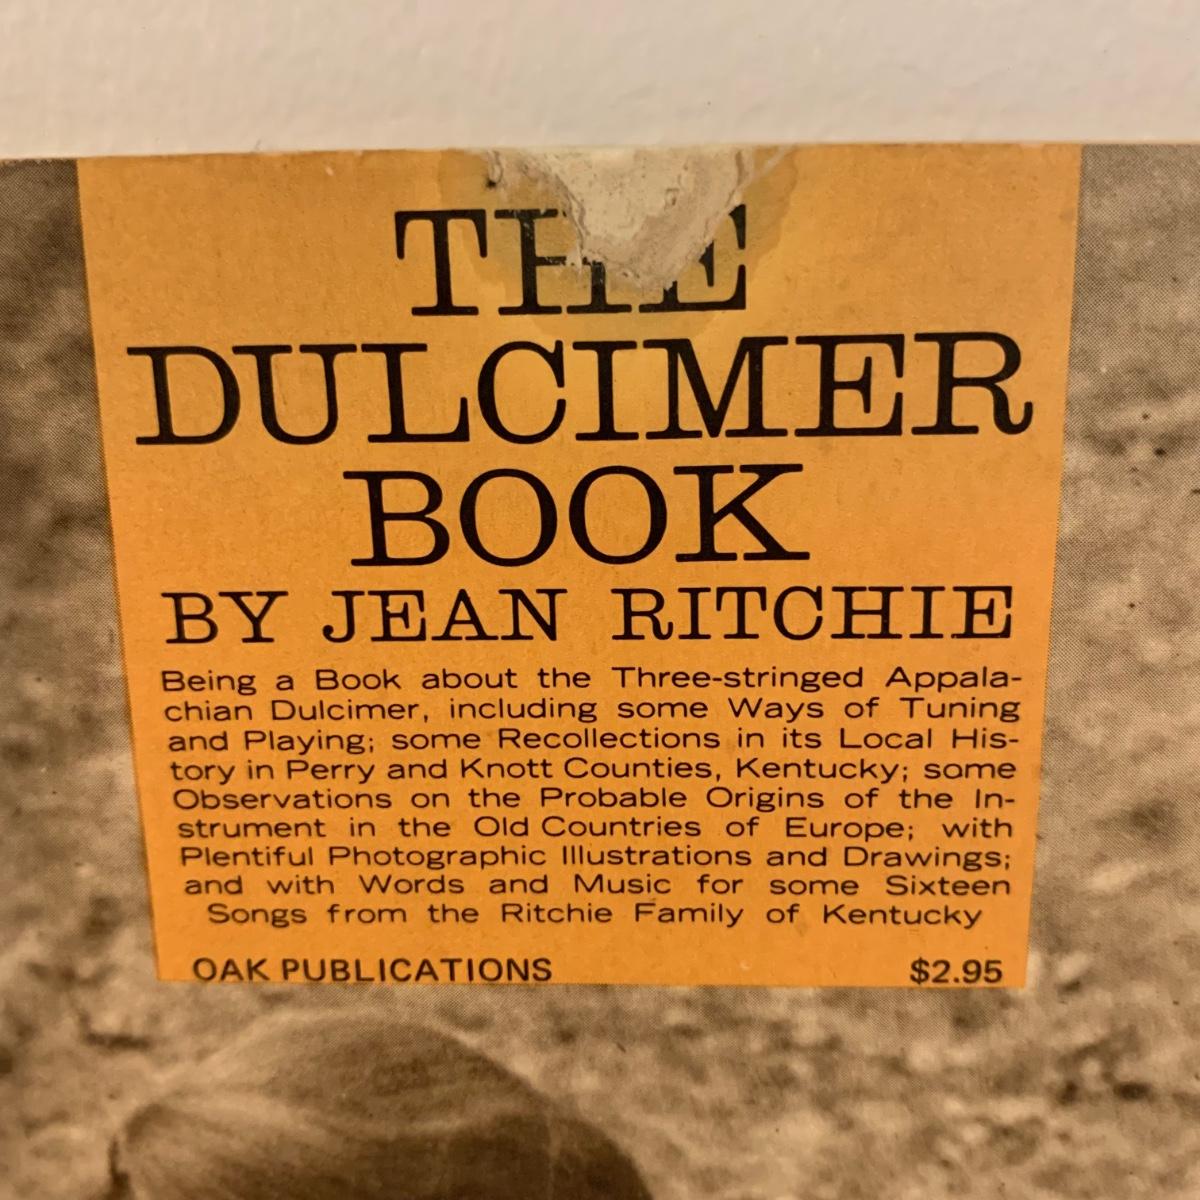 THE
DULCIMER
BOOK
BY JEAN RITCHIE
Being a Book about the Three-stringed Appala-
chian Dulcimer, including some Ways of Tuning
and Playing; some Recollections in its Local His-
tory in Perry and Knott Counties, Kentucky; some
Observations on the Probable Origins of the In-
strument in the Old Countries of Europe; with
Plentiful Photographic Illustrations and Drawings;
and with Words and Music for some Sixteen
Songs from the Ritchie Family of Kentucky
OAK PUBLICATIONS $2.95